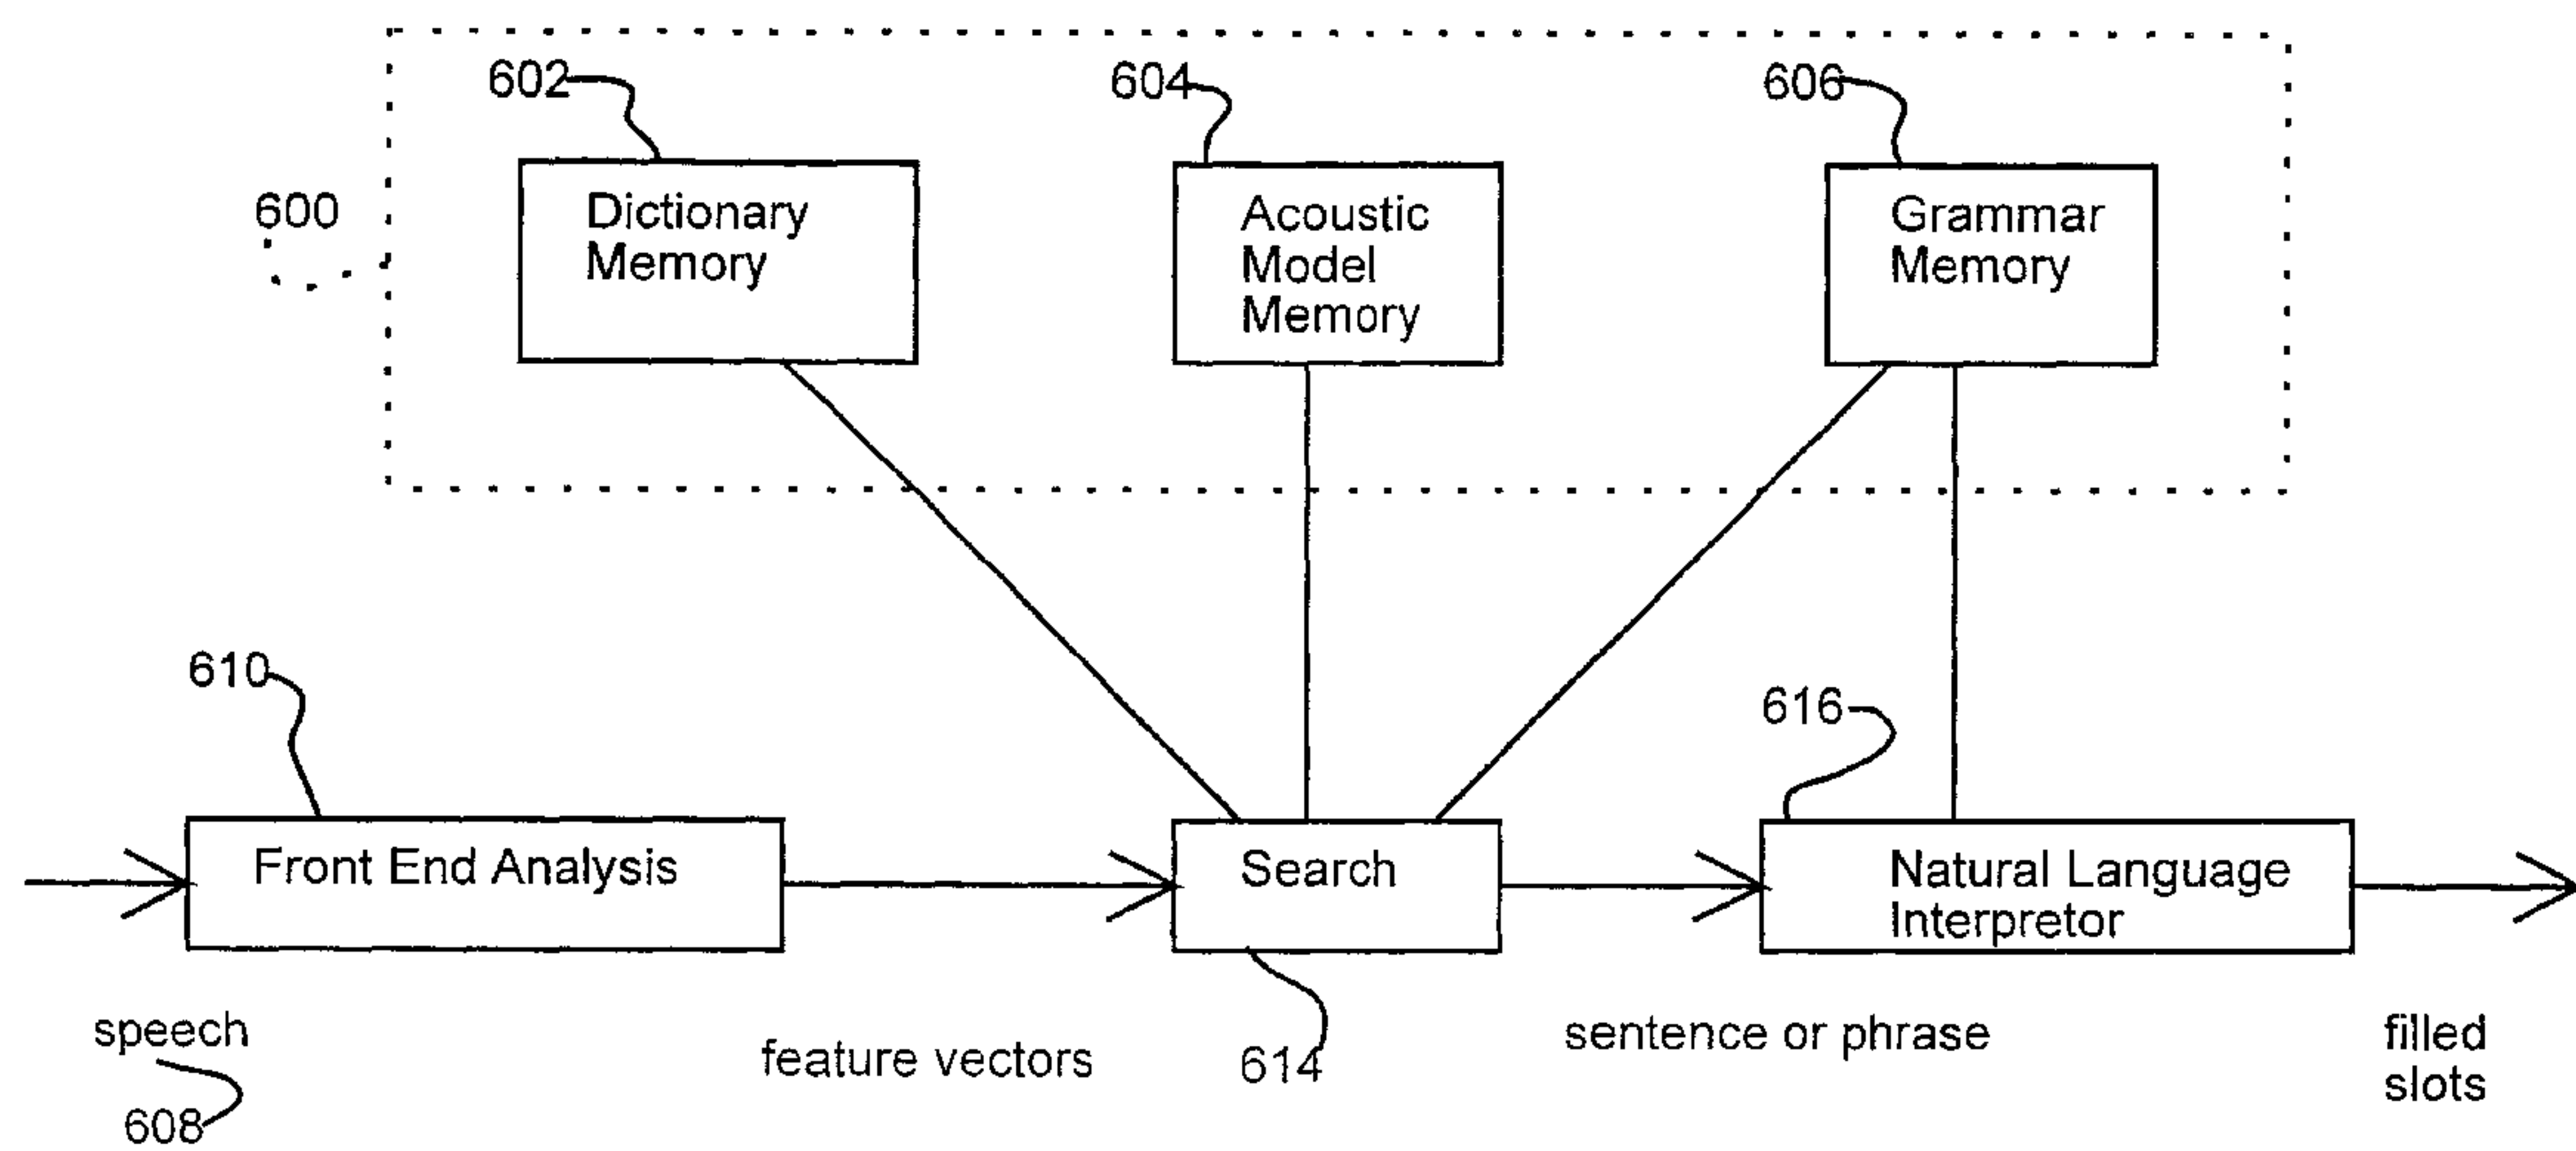 602
604
606
600
Dictionary
Memory
Acoustic
Model
Memory
Grammar
Memory
610
616
Front End Analysis
Search
Natural Language
Interpretor
speech
608
feature vectors
614
sentence or phrase
filled
slots